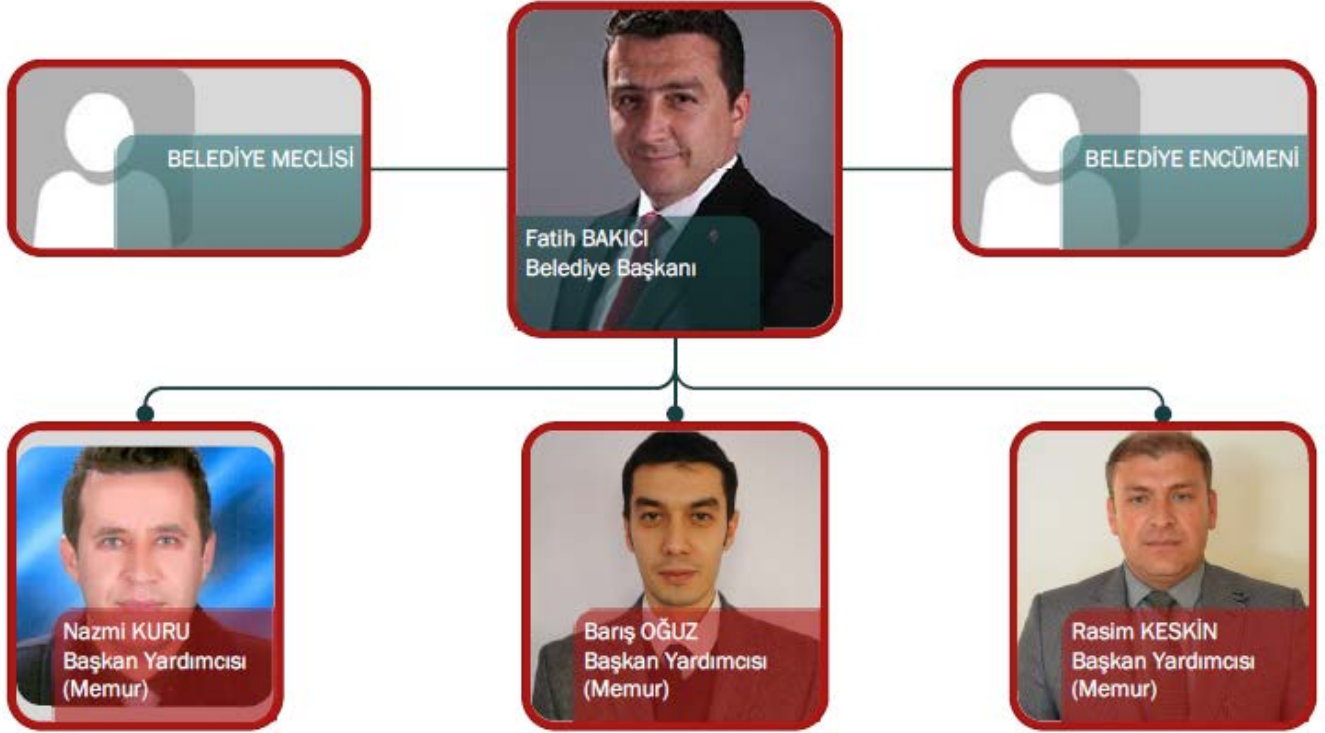 BELEDİYE MECLİSİ
Fatih BAKICI
Belediye Başkanı
BELEDİYE ENCÜMENİ
Nazmi KURU
Başkan Yardımcısı
(Memur)
Barış OĞUZ
Başkan Yardımcısı
(Memur)
Rasim KESKİN
Başkan Yardımcısı
(Memur)